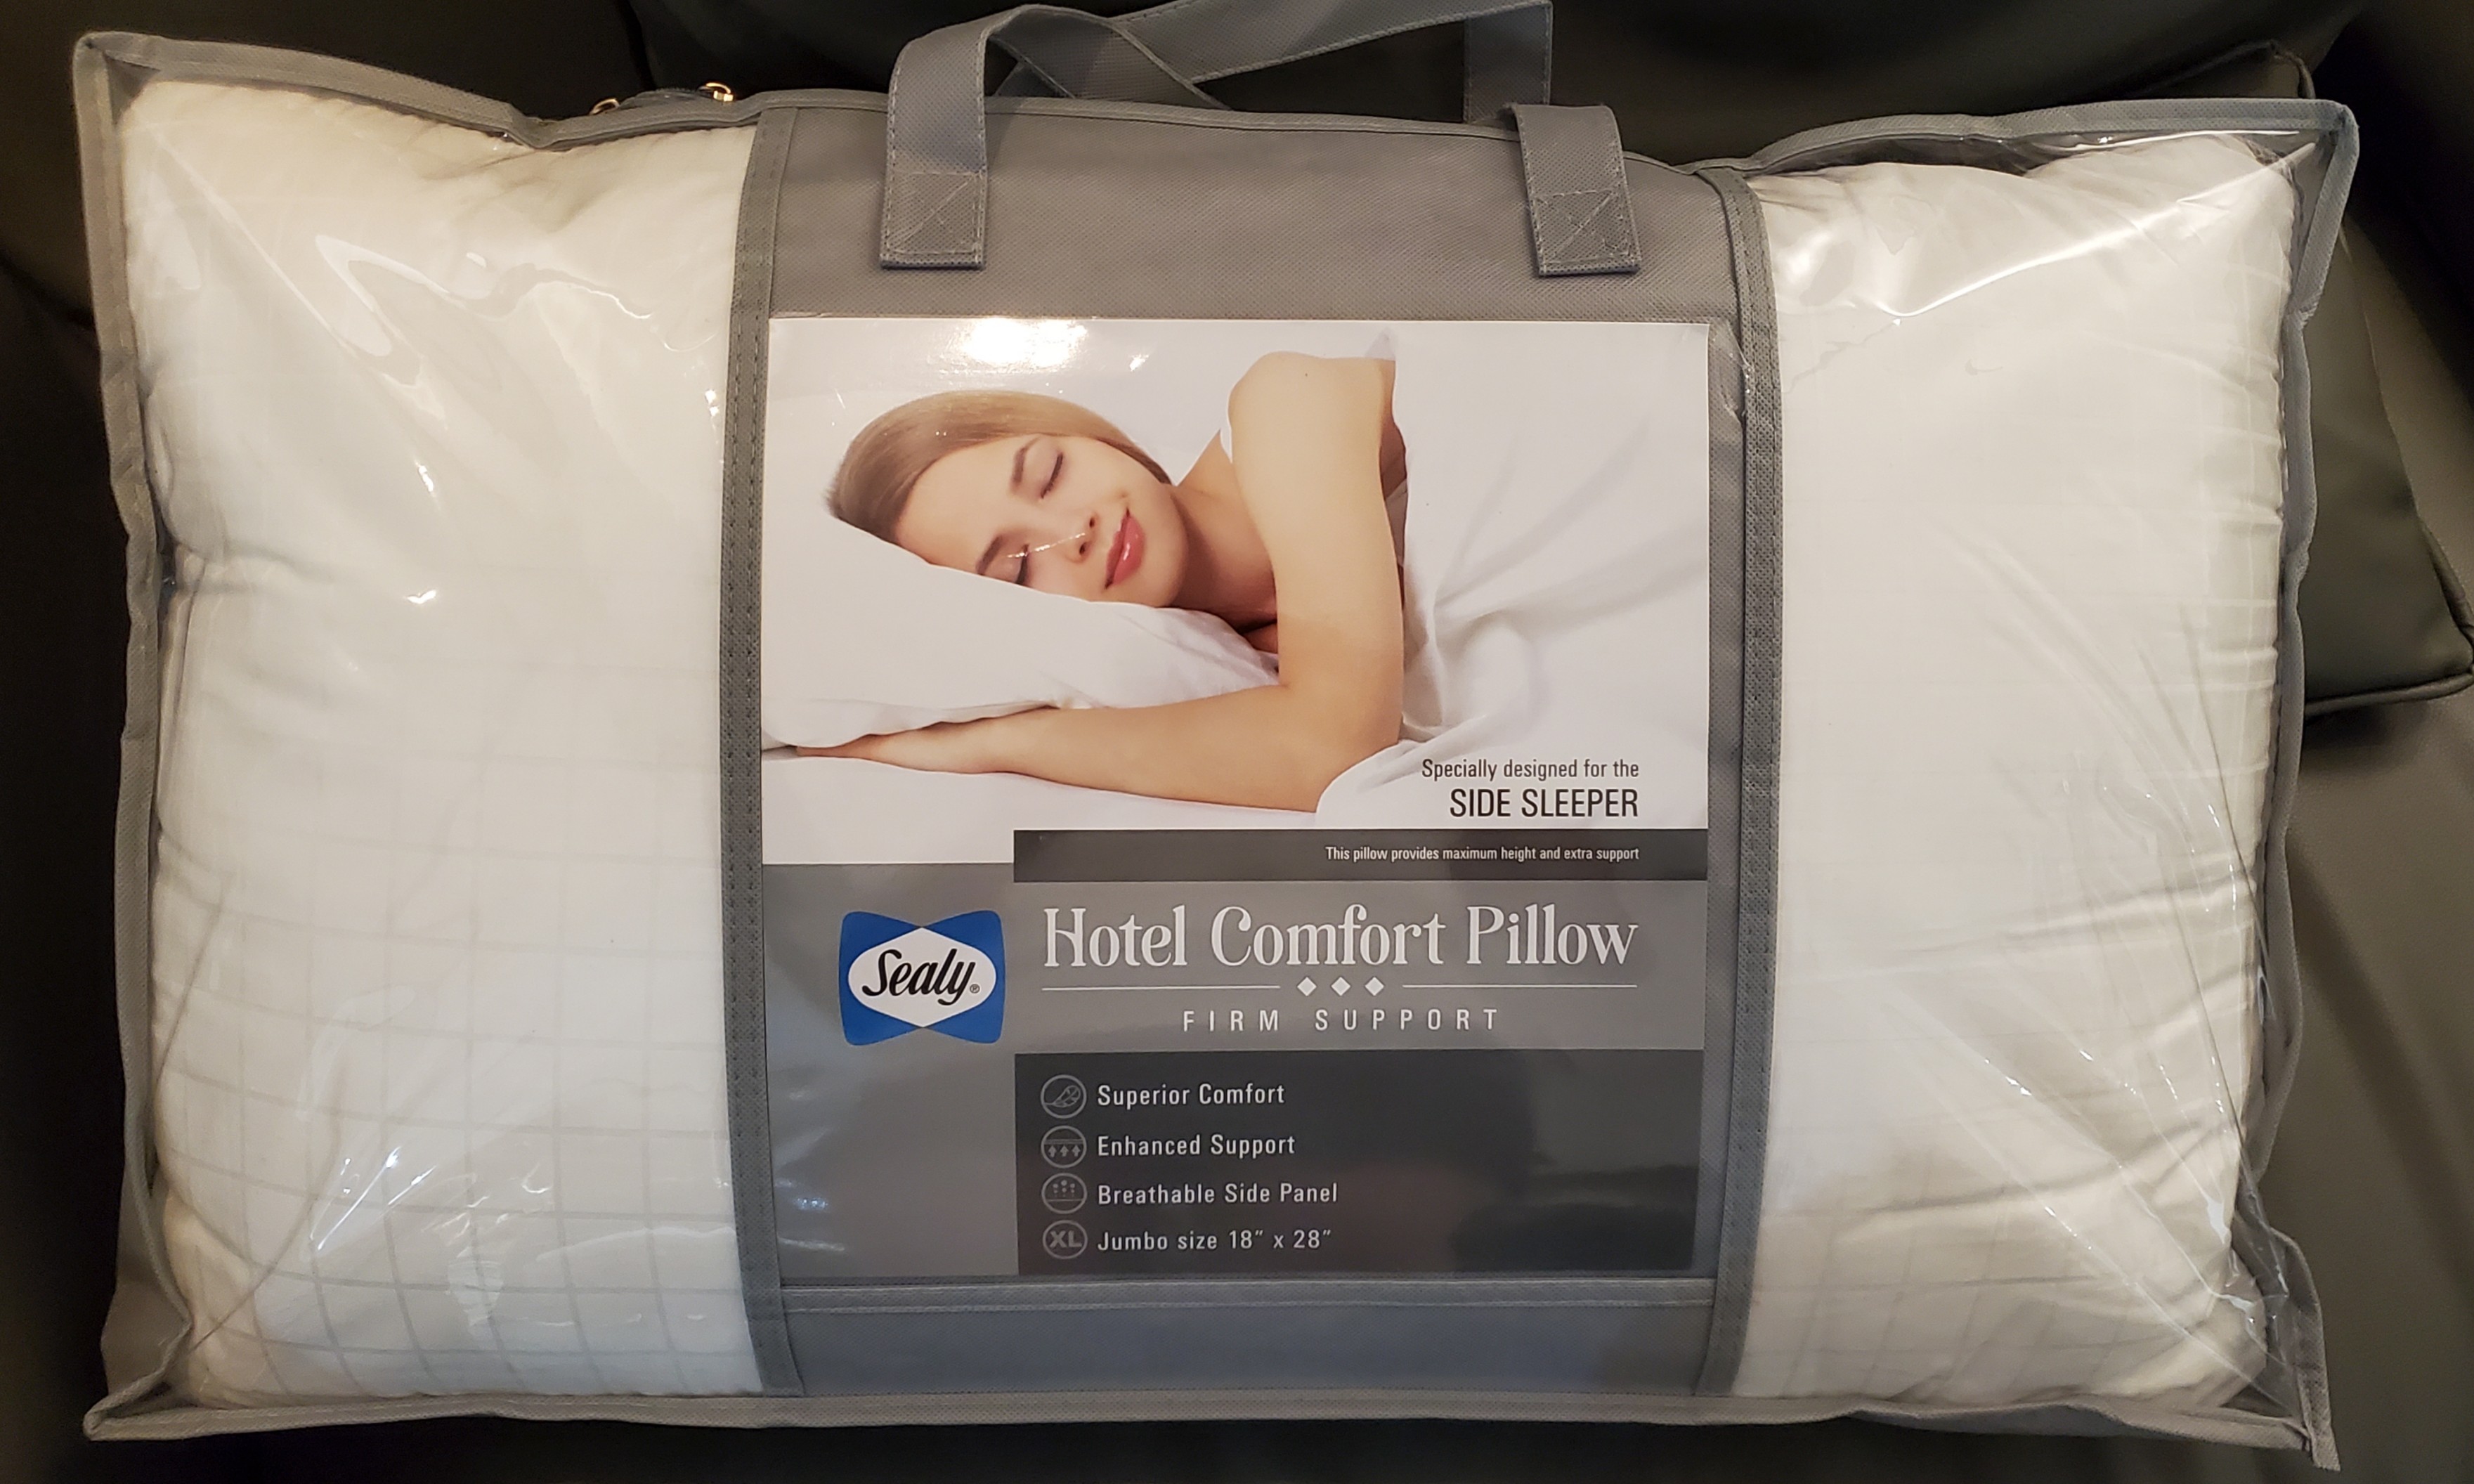 Specially designed for the
SIDE SLEEPER
This pillow provides maximum height and extra support
Sealy®
Hotel Comfort Pillow
FIRM SUPPORT
Superior Comfort
Enhanced Support
Breathable Side Panel
XL Jumbo size 18" x 28"